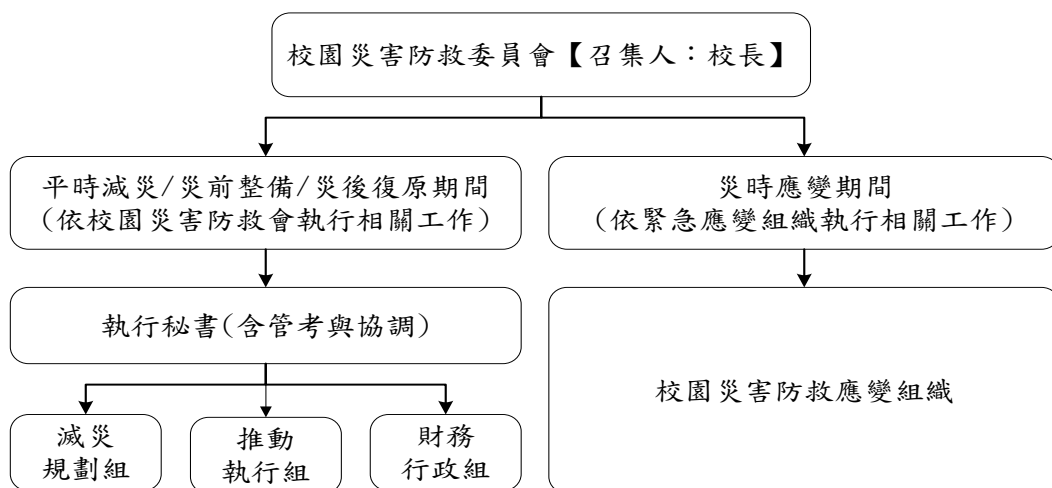 校園災害防救委員會【召集人：校長】
平時減災/災前整備/災後復原期間
(依校園災害防救會執行相關工作)
災時應變期間
(依緊急應變組織執行相關工作)
執行秘書(含管考與協調)
校園災害防救應變組織
減災
規劃組
推動
執行組
財務
行政組